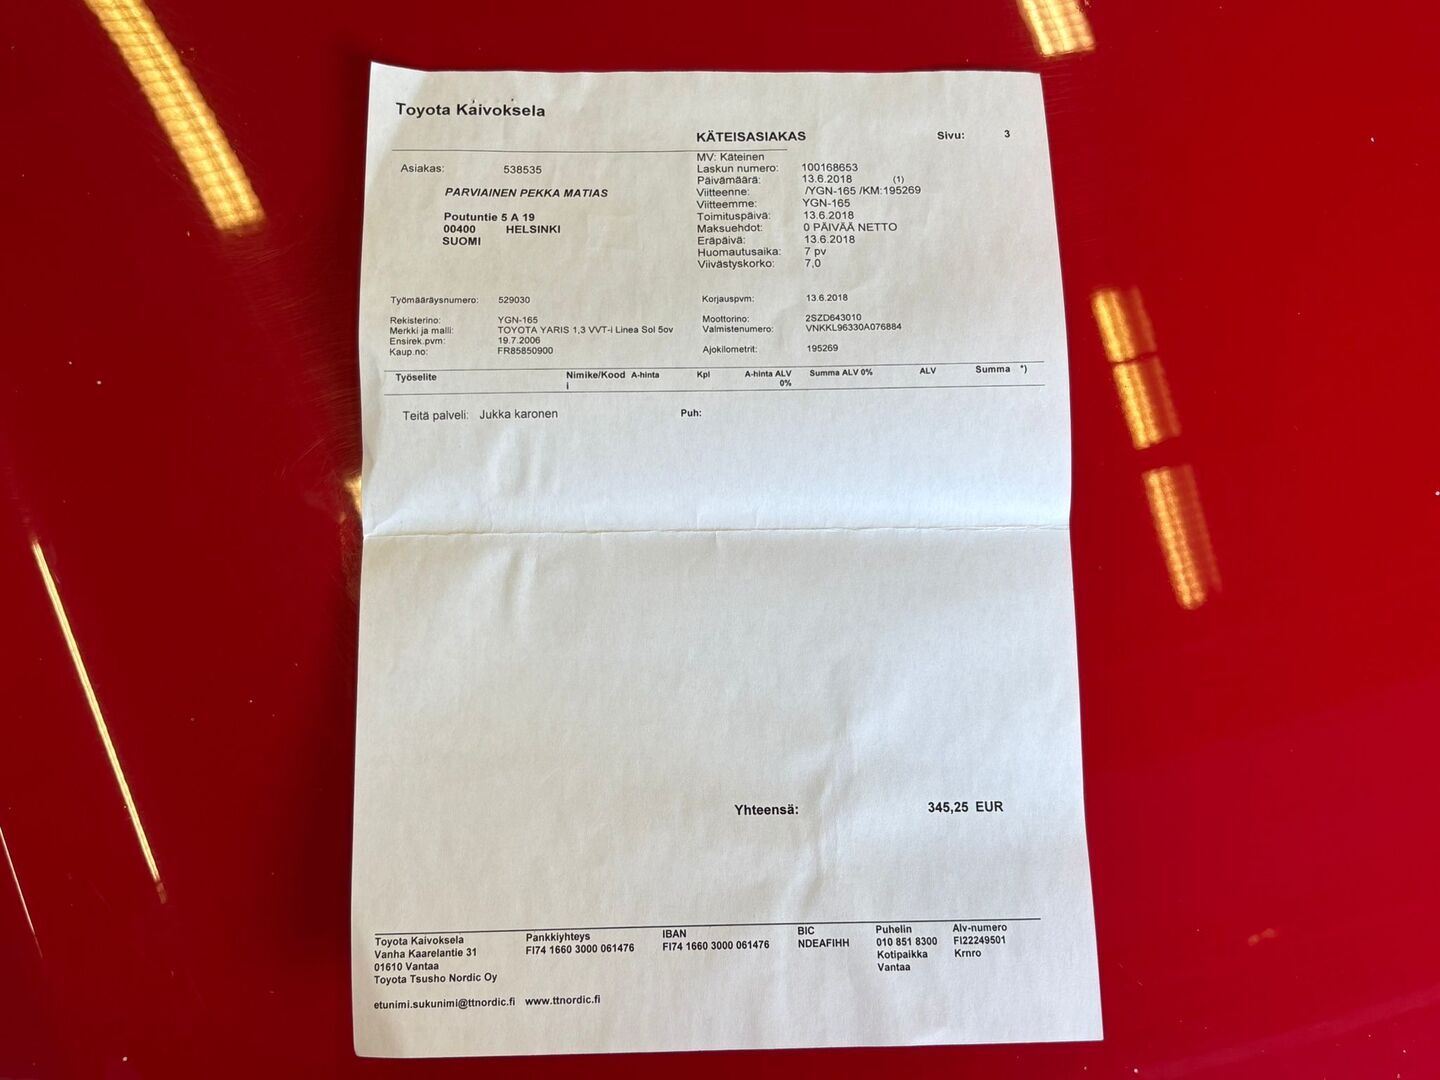 Toyota Kaivoksela
KÄTEISASIAKAS Sivu: 3
MV: Käteinen
Asiakas: 538535
Laskun numero: 100168653
Päivämäärä: 13.6.2018 (1)
PARVIAINEN PEKKA MATIAS
Viitteenne: /YGN-165 /KM:195269
Viitteemme: YGN-165
Poutuntie 5 A 19
Toimituspäivä: 13.6.2018
00400 HELSINKI
Maksuehdot: 0 PÄIVÄÄ NETTO
SUOMI
Eräpäivä: 13.6.2018
Huomautusaika: 7 pv
Viivästyskorko: 7,0
Työmääräysnumero: 529030 Korjauspvm: 13.6.2018
Rekisterino: YGN-165 Moottorino: 2SZD643010
Merkki ja malli: TOYOTA YARIS 1,3 VVT-i Linea Sol 5ov Valmistenumero: VNKKL96330A076884
Ensirek.pvm: 19.7.2006
Kaup.no: FR85850900 Ajokilometrit: 195269
Työselite Nimike/Kood A-hinta Kpl A-hinta ALV Summa ALV 0% ALV Summa *)
i 0%
Teitä palveli: Jukka karonen Puh:
Yhteensä: 345,25 EUR
Toyota Kaivoksela Pankkiyhteys IBAN BIC Puhelin Alv-numero
Vanha Kaarelantie 31 FI74 1660 3000 061476 FI74 1660 3000 061476 NDEAFIHH 010 851 8300 FI22249501
01610 Vantaa Kotipaikka Krnro
Toyota Tsusho Nordic Oy Vantaa
etunimi.sukunimi@ttnordic.fi www.ttnordic.fi